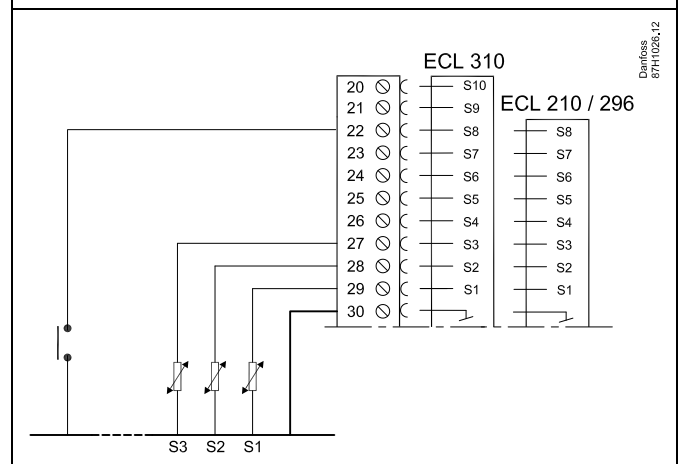 Danfoss
87H1026.12
ECL 310
ECL 210 / 296
20 S10
21 S9
22 S8 S8
23 S7 S7
24 S6 S6
25 S5 S5
26 S4 S4
27 S3 S3
28 S2 S2
29 S1 S1
30
S3 S2 S1